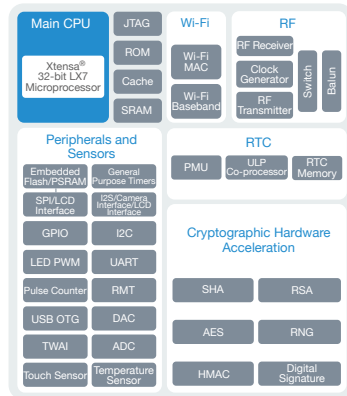 Main CPU
Xtensa®
32-bit LX7
Microprocessor
JTAG
ROM
Cache
SRAM
Wi-Fi
Wi-Fi
MAC
Wi-Fi
Baseband
RF
RF Receiver
Clock
Generator
RF
Transmitter
Switch
Balun
Peripherals and
Sensors
Embedded
Flash/PSRAM
General
Purpose Timers
SPI/LCD
Interface
I2S/Camera
Interface/LCD
Interface
GPIO
I2C
LED PWM
UART
Pulse Counter
RMT
USB OTG
DAC
TWAI
ADC
Touch Sensor
Temperature
Sensor
RTC
PMU
ULP
Co-processor
RTC
Memory
Cryptographic Hardware
Acceleration
SHA
RSA
AES
RNG
HMAC
Digital
Signature